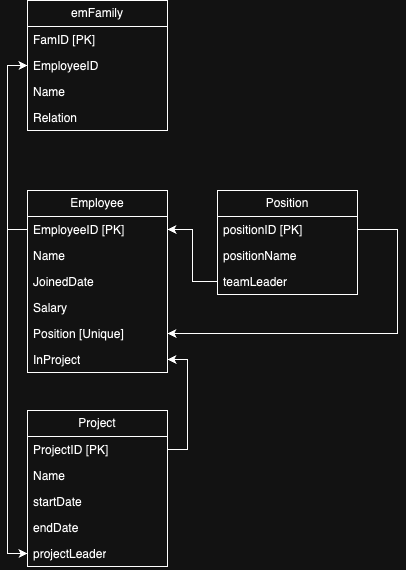 emFamily
FamID [PK]
EmployeeID
Name
Relation
Employee
EmployeeID [PK]
Name
JoinedDate
Salary
Position [Unique]
InProject
Position
positionID [PK]
positionName
teamLeader
Project
ProjectID [PK]
Name
startDate
endDate
projectLeader